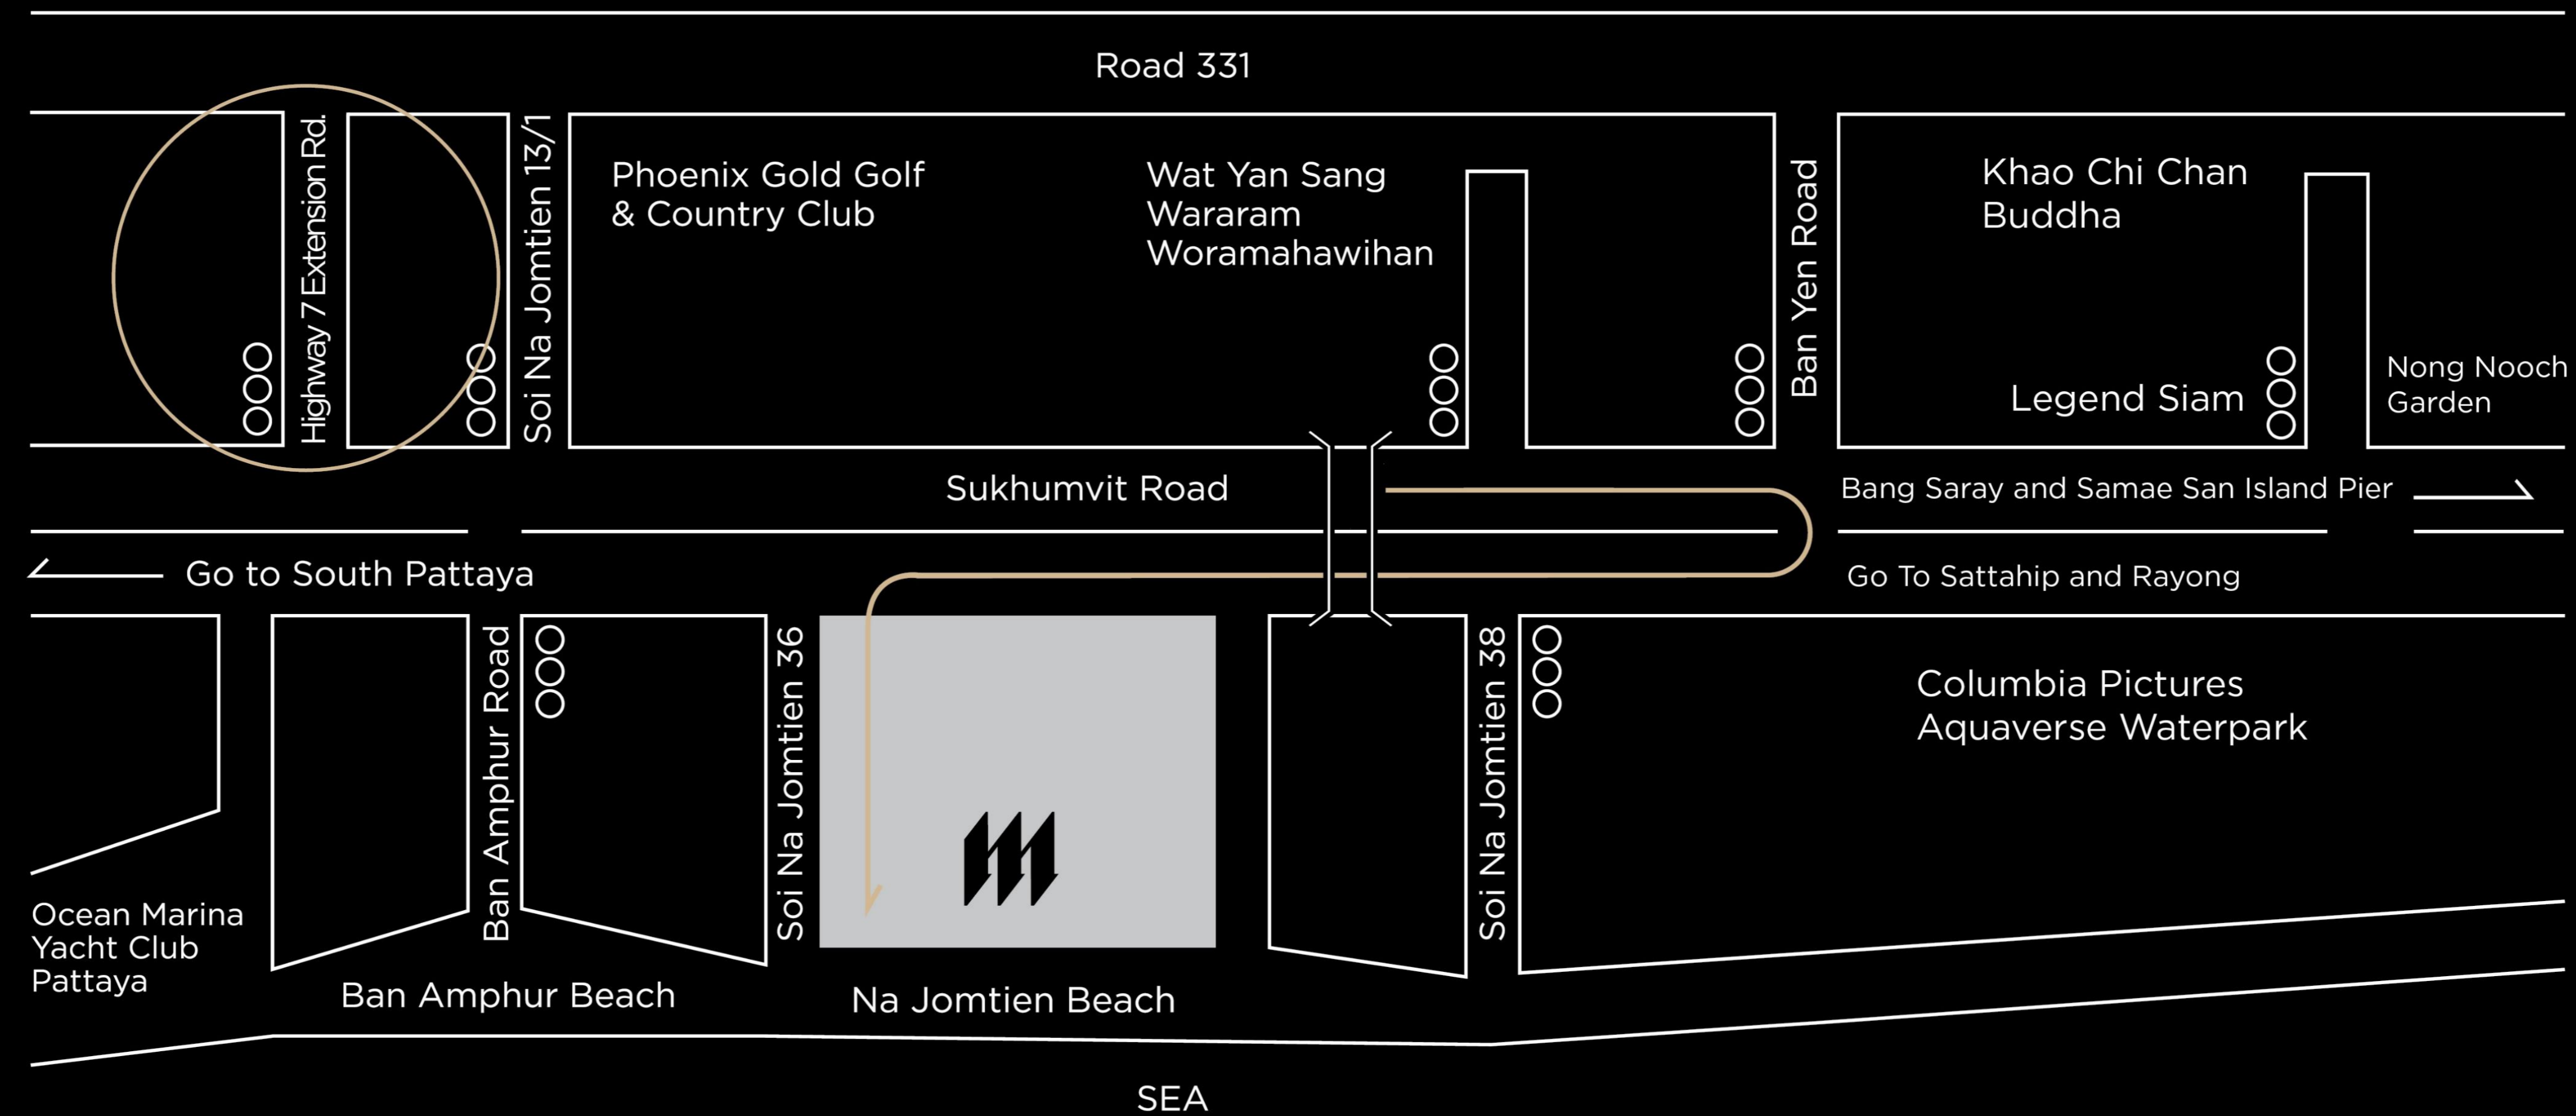 Road 331
Highway 7 Extension Rd.
Soi Na Jomtien 13/1
Phoenix Gold Golf
& Country Club
Wat Yan Sang
Wararam
Woramahawihan
Ban Yen Road
Khao Chi Chan
Buddha
Legend Siam
Nong Nooch
Garden
Sukhumvit Road
Bang Saray and Samae San Island Pier
Go to South Pattaya
Go To Sattahip and Rayong
Ban Amphur Road
Soi Na Jomtien 36
Soi Na Jomtien 38
Columbia Pictures
Aquaverse Waterpark
Ocean Marina
Yacht Club
Pattaya
Ban Amphur Beach
Na Jomtien Beach
SEA